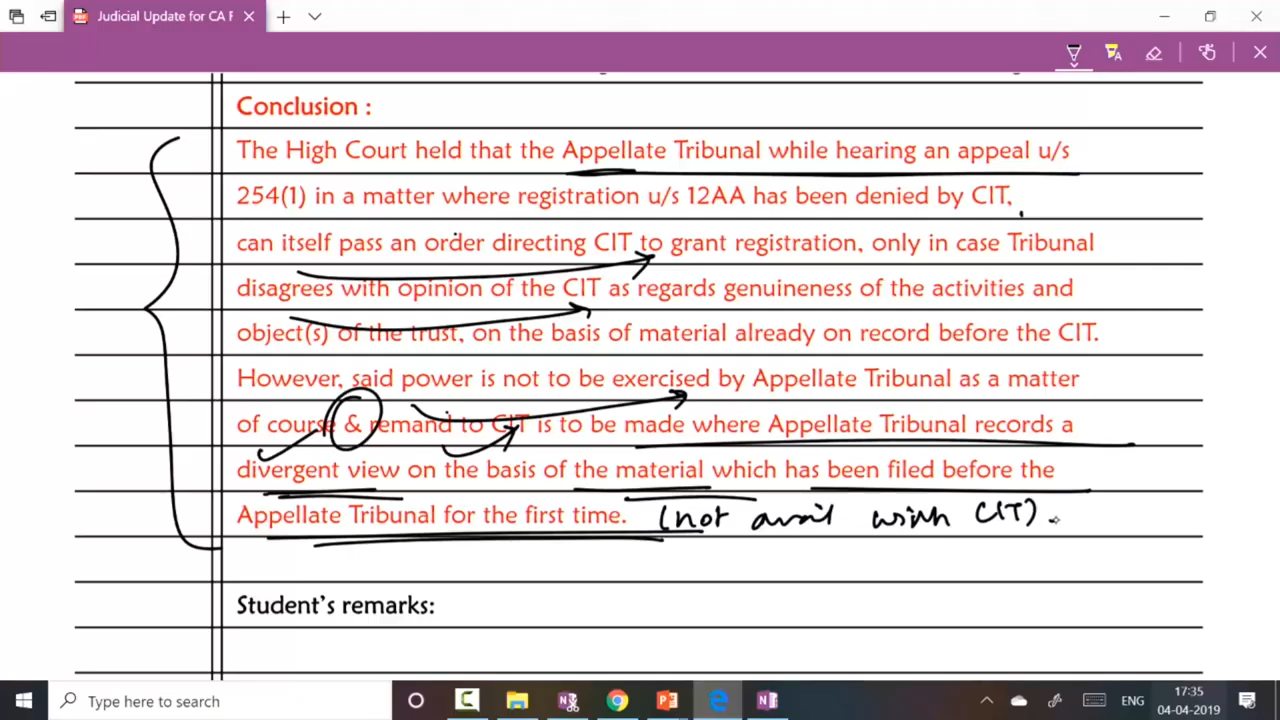 Judicial Update for CA F
Conclusion :
The High Court held that the Appellate Tribunal while hearing an appeal u/s
254(1) in a matter where registration u/s 12AA has been denied by CIT,
can itself pass an order directing CIT to grant registration, only in case Tribunal
disagrees with opinion of the CIT as regards genuineness of the activities and
object(s) of the trust, on the basis of material already on record before the CIT.
However, said power is not to be exercised by Appellate Tribunal as a matter
of course & remand to CIT is to be made where Appellate Tribunal records a
divergent view on the basis of the material which has been filed before the
Appellate Tribunal for the first time. (not avail with CIT).
Student's remarks:
Type here to search
ENG
17:35
04-04-2019